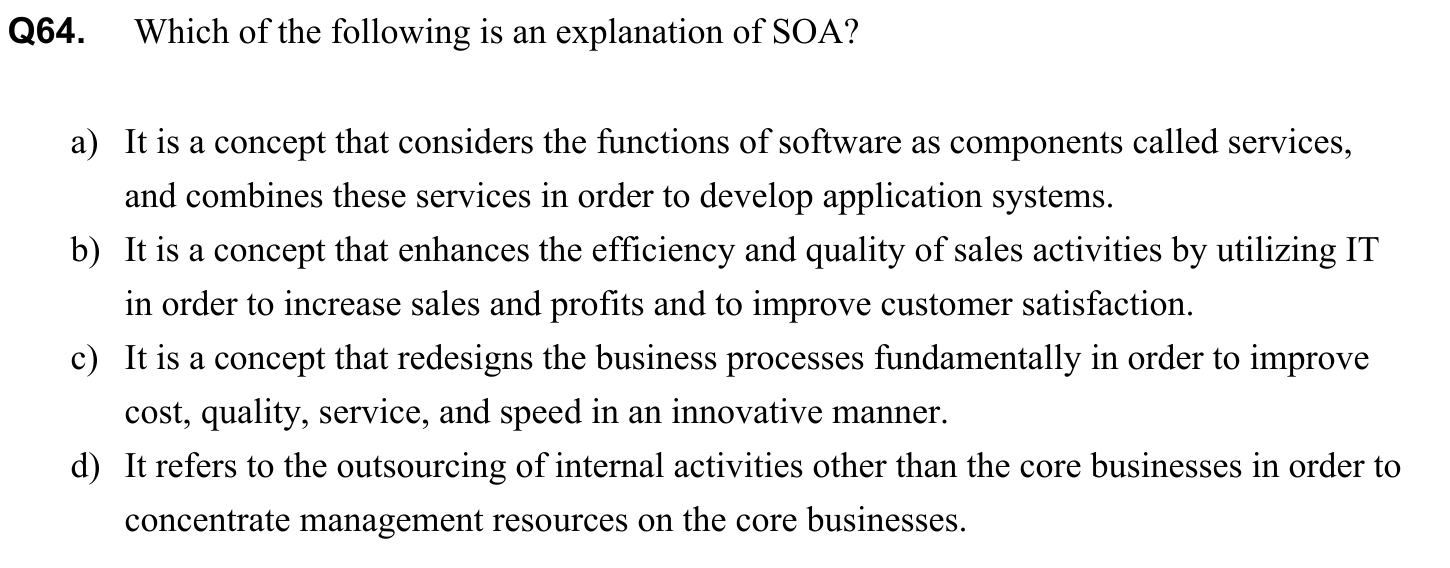 Q64. Which of the following is an explanation of SOA?
a) It is a concept that considers the functions of software as components called services,
and combines these services in order to develop application systems.
b) It is a concept that enhances the efficiency and quality of sales activities by utilizing IT
in order to increase sales and profits and to improve customer satisfaction.
c) It is a concept that redesigns the business processes fundamentally in order to improve
cost, quality, service, and speed in an innovative manner.
d) It refers to the outsourcing of internal activities other than the core businesses in order to
concentrate management resources on the core businesses.